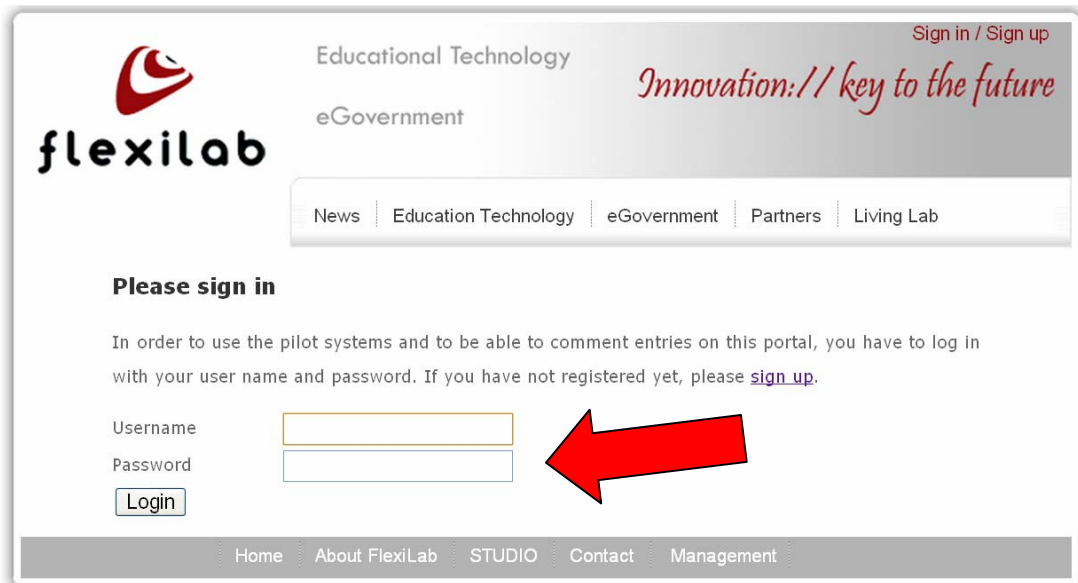 Sign in / Sign up
Educational Technology
Innovation:// key to the future
eGovernment
flexilab
News Education Technology eGovernment Partners Living Lab
Please sign in
In order to use the pilot systems and to be able to comment entries on this portal, you have to log in
with your user name and password. If you have not registered yet, please sign up.
Username
Password
Login
Home About FlexiLab STUDIO Contact Management